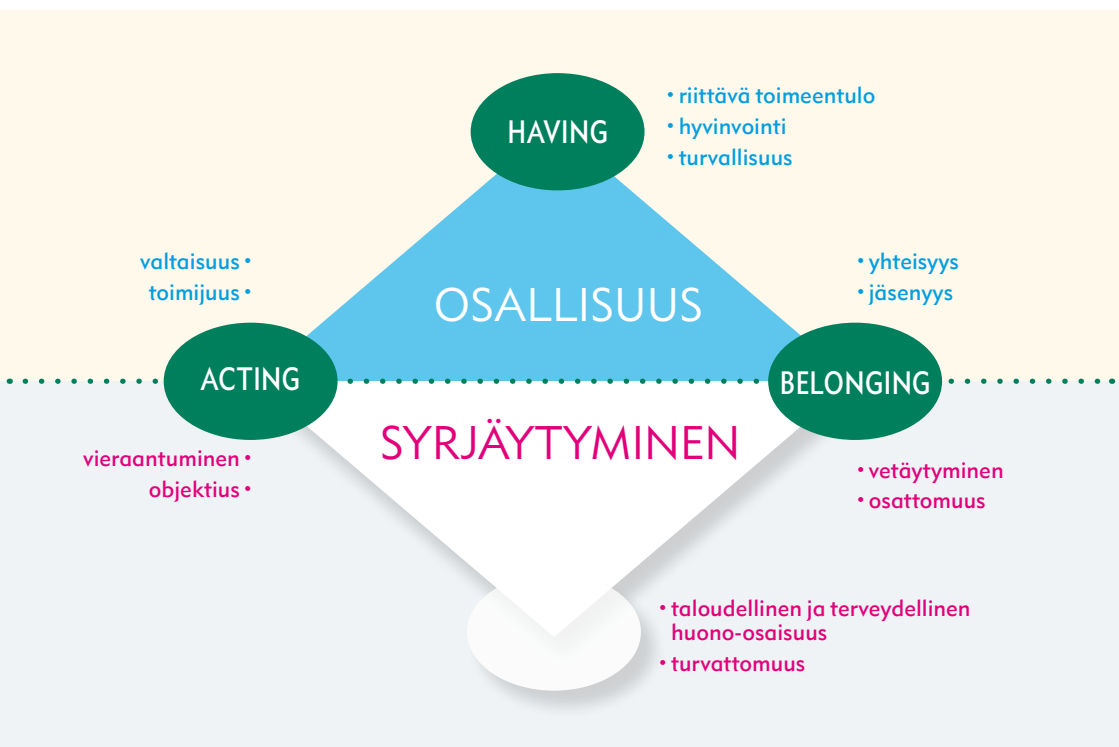 HAVING
• riittävä toimeentulo
• hyvinvointi
• turvallisuus
valtaisuus •
toimijuus •
• yhteisyys
• jäsenyys
OSALLISUUS
ACTING
BELONGING
SYRJÄYTYMINEN
vieraantuminen •
objektius •
• vetäytyminen
• osattomuus
• taloudellinen ja terveydellinen
huono-osaisuus
• turvattomuus